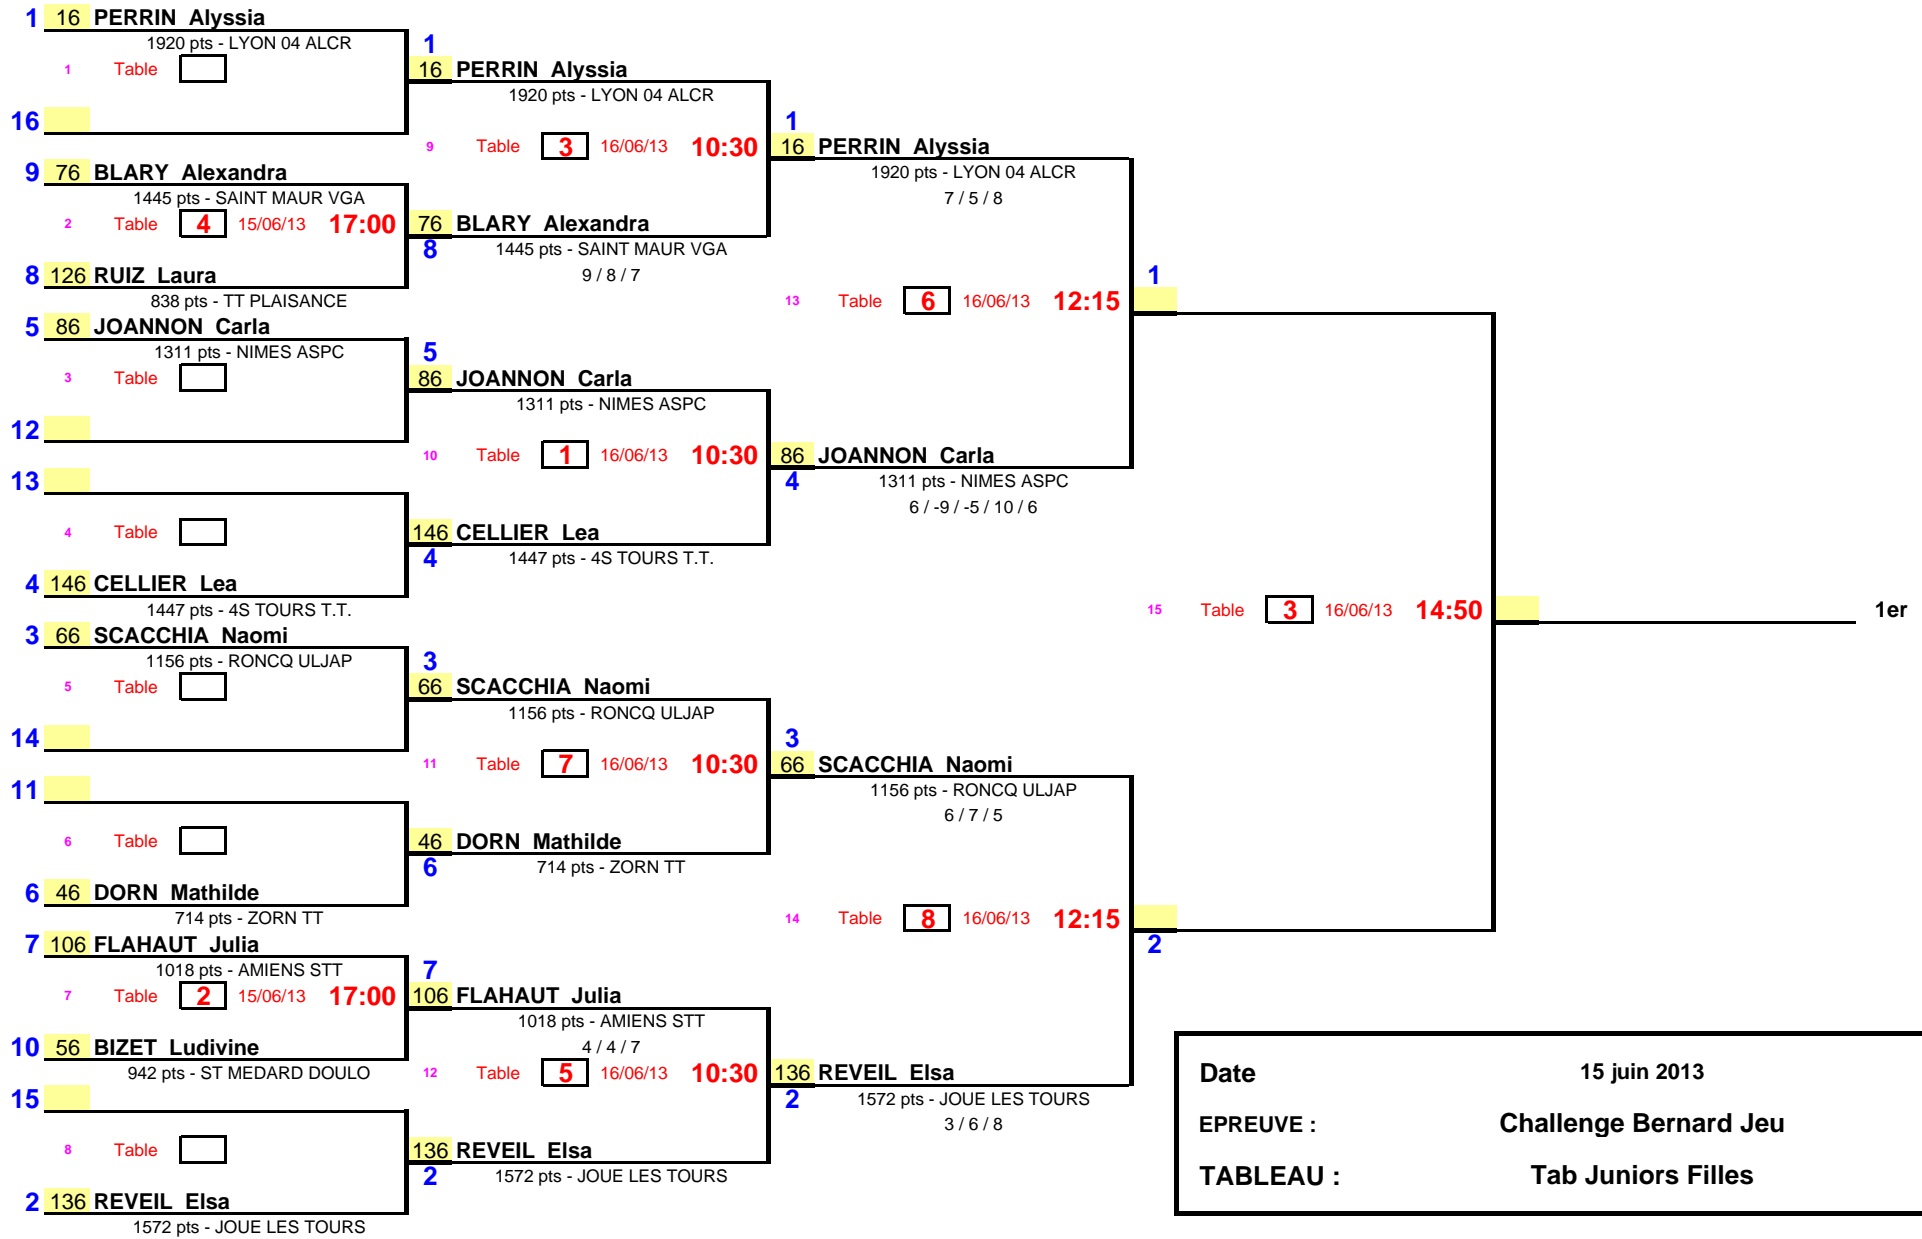 1 16 PERRIN Alyssia
1920 pts - LYON 04 ALCR
1 Table
16
9 76 BLARY Alexandra
1445 pts - SAINT MAUR VGA
2 Table 4 15/06/13 17:00
8 126 RUIZ Laura
838 pts - TT PLAISANCE
5 86 JOANNON Carla
1311 pts - NIMES ASPC
3 Table
12
13
4 Table
4 146 CELLIER Lea
1447 pts - 4S TOURS T.T.
3 66 SCACCHIA Naomi
1156 pts - RONCQ ULJAP
5 Table
14
11
6 Table
6 46 DORN Mathilde
714 pts - ZORN TT
7 106 FLAHAUT Julia
1018 pts - AMIENS STT
7 Table 2 15/06/13 17:00
10 56 BIZET Ludivine
942 pts - ST MEDARD DOULO
15
8 Table
2 136 REVEIL Elsa
1572 pts - JOUE LES TOURS
1
16 PERRIN Alyssia
1920 pts - LYON 04 ALCR
9 Table 3 16/06/13 10:30
76 BLARY Alexandra
8
1445 pts - SAINT MAUR VGA
9 / 8 / 7
5
86 JOANNON Carla
1311 pts - NIMES ASPC
10 Table 1 16/06/13 10:30
146 CELLIER Lea
4
1447 pts - 4S TOURS T.T.
3
66 SCACCHIA Naomi
1156 pts - RONCQ ULJAP
11 Table 7 16/06/13 10:30
46 DORN Mathilde
6
714 pts - ZORN TT
7
106 FLAHAUT Julia
1018 pts - AMIENS STT
4 / 4 / 7
12 Table 5 16/06/13 10:30
136 REVEIL Elsa
2
1572 pts - JOUE LES TOURS
1
16 PERRIN Alyssia
1920 pts - LYON 04 ALCR
7 / 5 / 8
13 Table 6 16/06/13 12:15
86 JOANNON Carla
4
1311 pts - NIMES ASPC
6 / -9 / -5 / 10 / 6
3
66 SCACCHIA Naomi
1156 pts - RONCQ ULJAP
6 / 7 / 5
14 Table 8 16/06/13 12:15
136 REVEIL Elsa
2
1572 pts - JOUE LES TOURS
3 / 6 / 8
1
15 Table 3 16/06/13 14:50
2
1er
Date 15 juin 2013
EPREUVE : Challenge Bernard Jeu
TABLEAU : Tab Juniors Filles